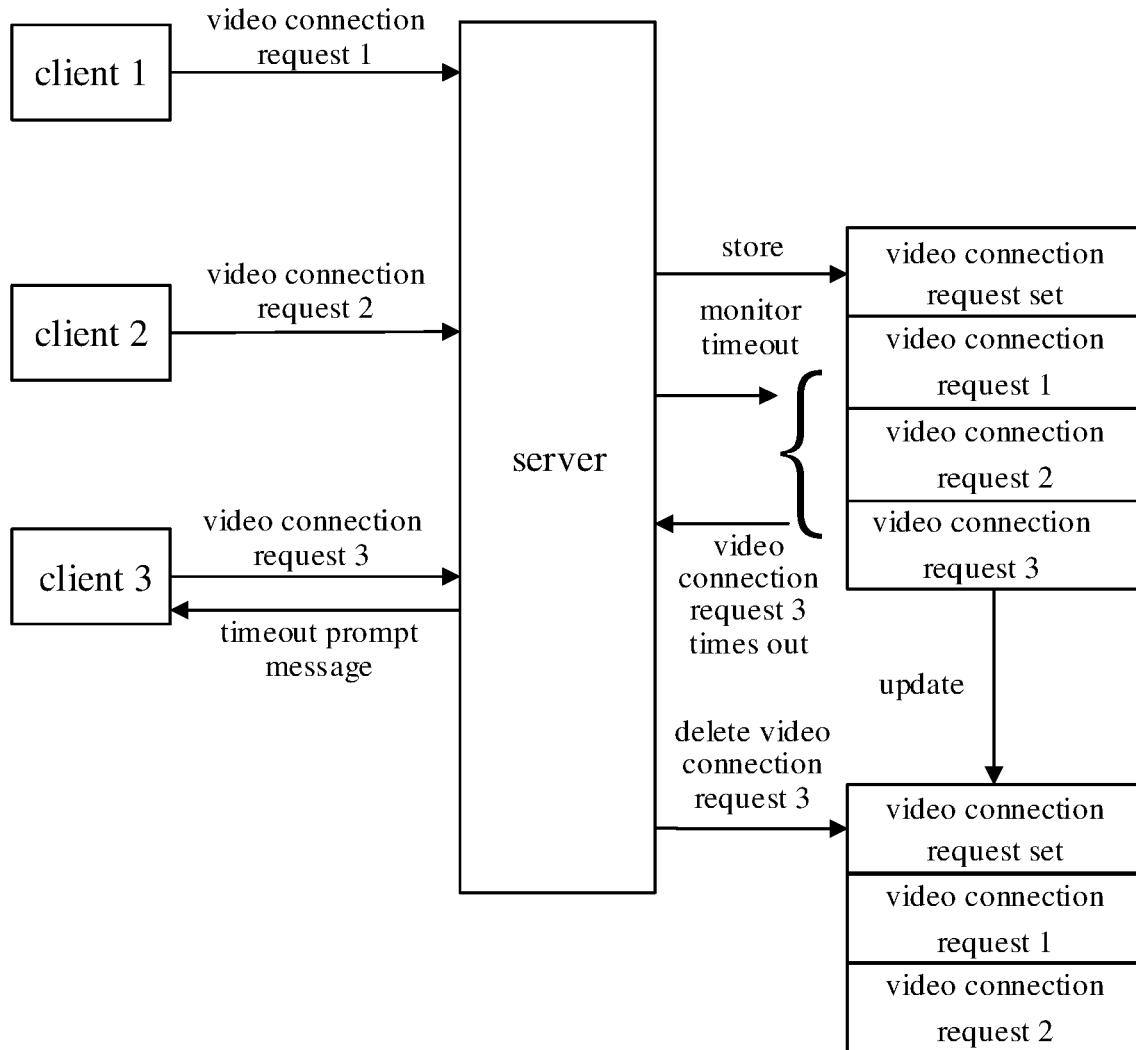 video connection
request 1
client 1
video connection
request 2
client 2
video connection
request 3
client 3
timeout prompt
message
server
store
monitor
timeout
video
connection
request 3
times out
delete video
connection
request 3
video connection
request set
video connection
request 1
video connection
request 2
video connection
request 3
update
video connection
request set
video connection
request 1
video connection
request 2